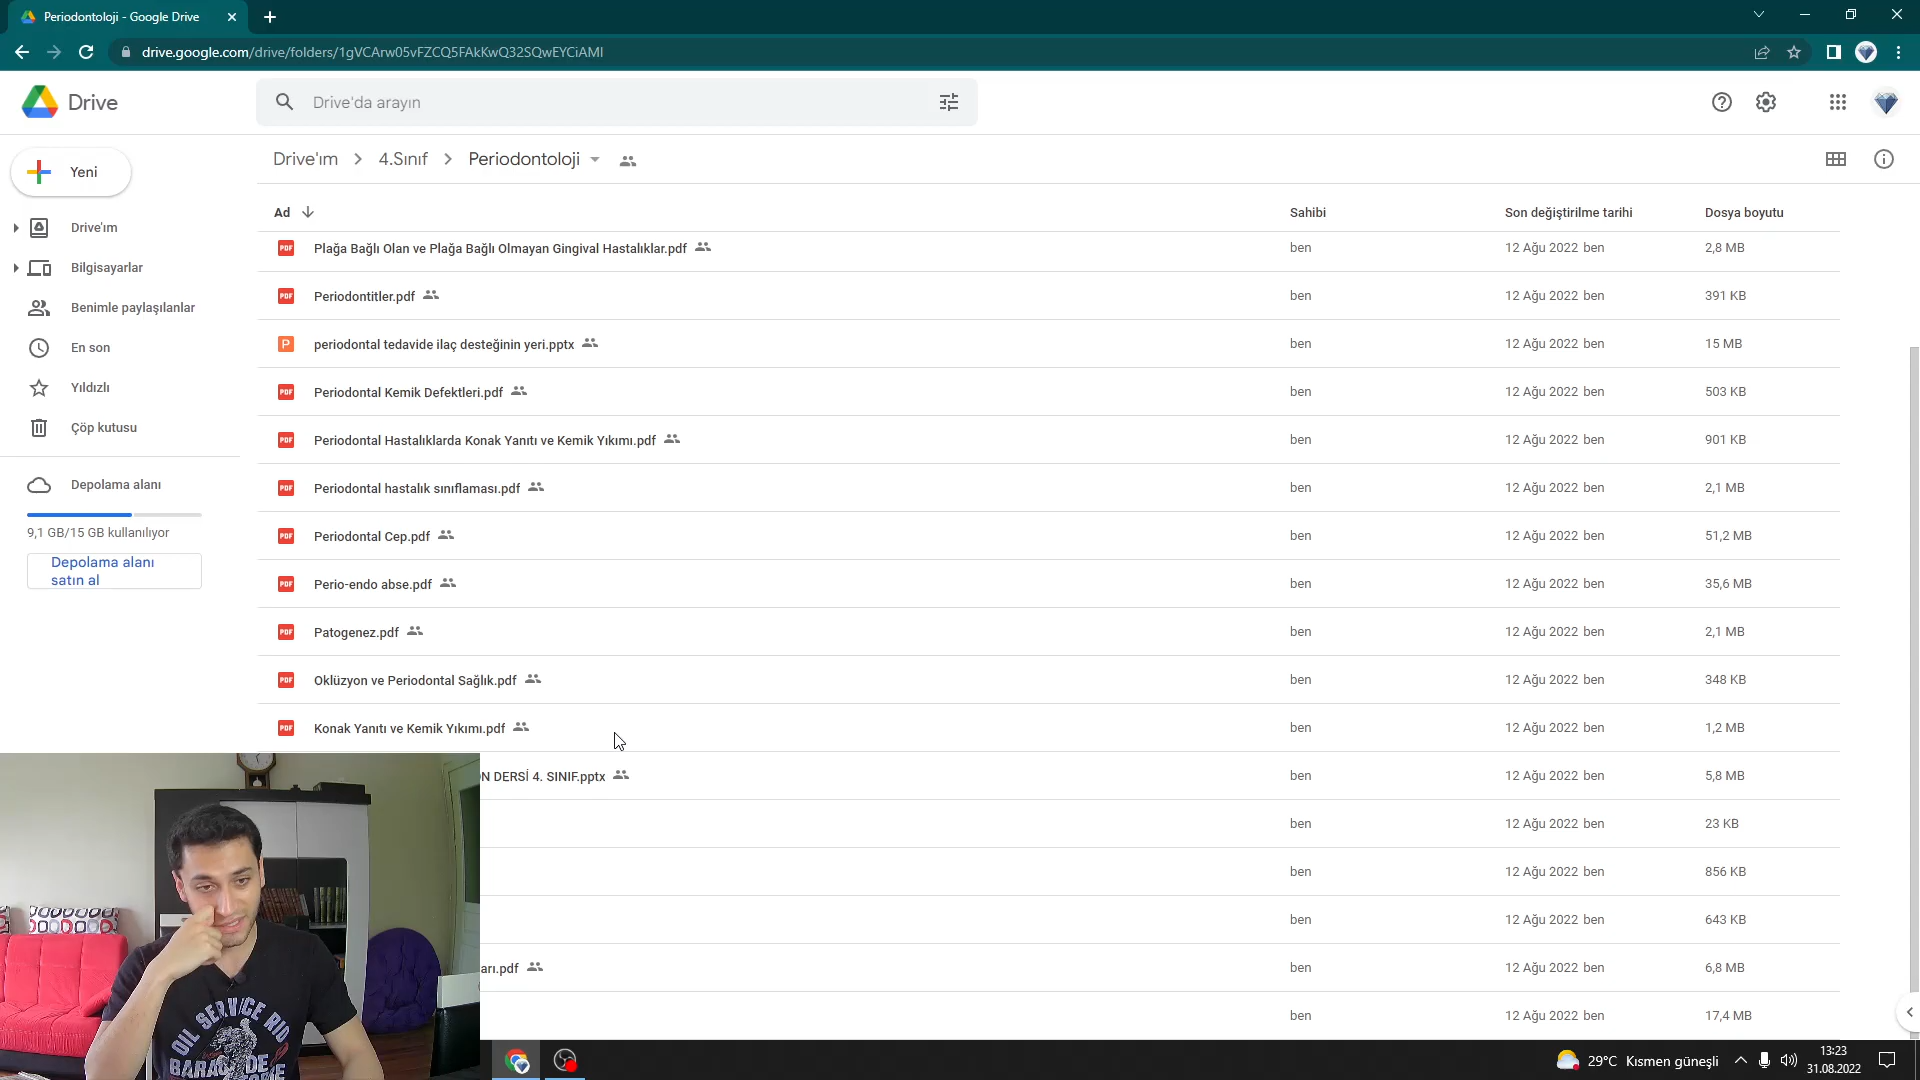 Periodontoloji - Google Drive
drive.google.com/drive/folders/1gVCArw05vFZCQ5FAkKwQ32SQwEYCiAMI
Drive
Drive'da arayın
Yeni
Drive'ım
Bilgisayarlar
Benimle paylaşılanlar
En son
Yıldızlı
Çöp kutusu
Depolama alanı
9,1 GB/15 GB kullanılıyor
Depolama alanı
satın al
Drive'ım > 4.Sınıf > Periodontoloji
Ad Sahibi Son değiştirilme tarihi Dosya boyutu
Plağa Bağlı Olan ve Plağa Bağlı Olmayan Gingival Hastalıklar.pdf ben 12 Ağu 2022 ben 2,8 MB
Periodontitler.pdf ben 12 Ağu 2022 ben 391 KB
periodontal tedavide ilaç desteğinin yeri.pptx ben 12 Ağu 2022 ben 15 MB
Periodontal Kemik Defektleri.pdf ben 12 Ağu 2022 ben 503 KB
Periodontal Hastalıklarda Konak Yanıtı ve Kemik Yıkımı.pdf ben 12 Ağu 2022 ben 901 KB
Periodontal hastalık sınıflaması.pdf ben 12 Ağu 2022 ben 2,1 MB
Periodontal Cep.pdf ben 12 Ağu 2022 ben 51,2 MB
Perio-endo abse.pdf ben 12 Ağu 2022 ben 35,6 MB
Patogenez.pdf ben 12 Ağu 2022 ben 2,1 MB
Oklüzyon ve Periodontal Sağlık.pdf ben 12 Ağu 2022 ben 348 KB
Konak Yanıtı ve Kemik Yıkımı.pdf ben 12 Ağu 2022 ben 1,2 MB
N DERSİ 4. SINIF.pptx ben 12 Ağu 2022 ben 5,8 MB
ben 12 Ağu 2022 ben 23 KB
ben 12 Ağu 2022 ben 856 KB
ben 12 Ağu 2022 ben 643 KB
arı.pdf ben 12 Ağu 2022 ben 6,8 MB
ben 12 Ağu 2022 ben 17,4 MB
OIL SERVICE RIG
29°C Kısmen güneşli
13:23
31.08.2022